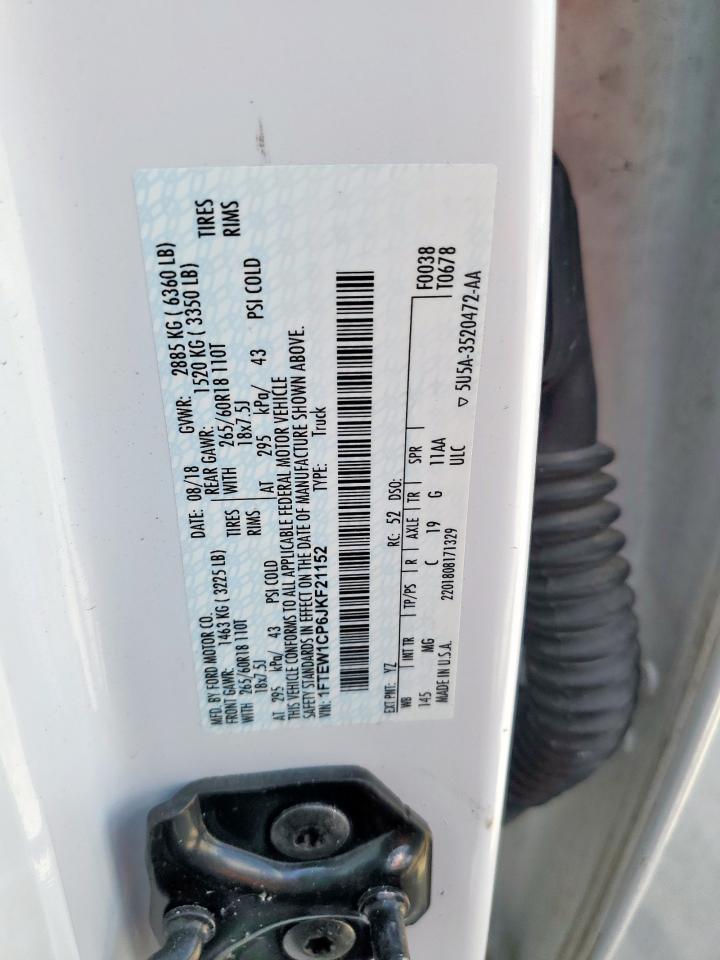 MFD. BY FORD MOTOR CO. DATE: 08/18 GVWR: 2885 KG ( 6360 LB)
FRONT GAWR: 1463 KG ( 3225 LB) REAR GAWR: 1520 KG ( 3350 LB)
WITH 265/60R18 110T TIRES WITH 265/60R18 110T TIRES
18x7.5J RIMS 18x7.5J RIMS
AT 295 kPa/ 43 PSI COLD AT 295 kPa/ 43 PSI COLD
THIS VEHICLE CONFORMS TO ALL APPLICABLE FEDERAL MOTOR VEHICLE
SAFETY STANDARDS IN EFFECT ON THE DATE OF MANUFACTURE SHOWN ABOVE.
VIN: 1FTEW1CP6JKF21152 TYPE: Truck
EXT PNT: YZ RC: 52 DSO: F0038
WB INT TR TP/PS R AXLE TR SPR T0678
145 MG C 19 G 11AA
MADE IN U.S.A. 2201808171329 ULC ▽ 5U5A-3520472-AA